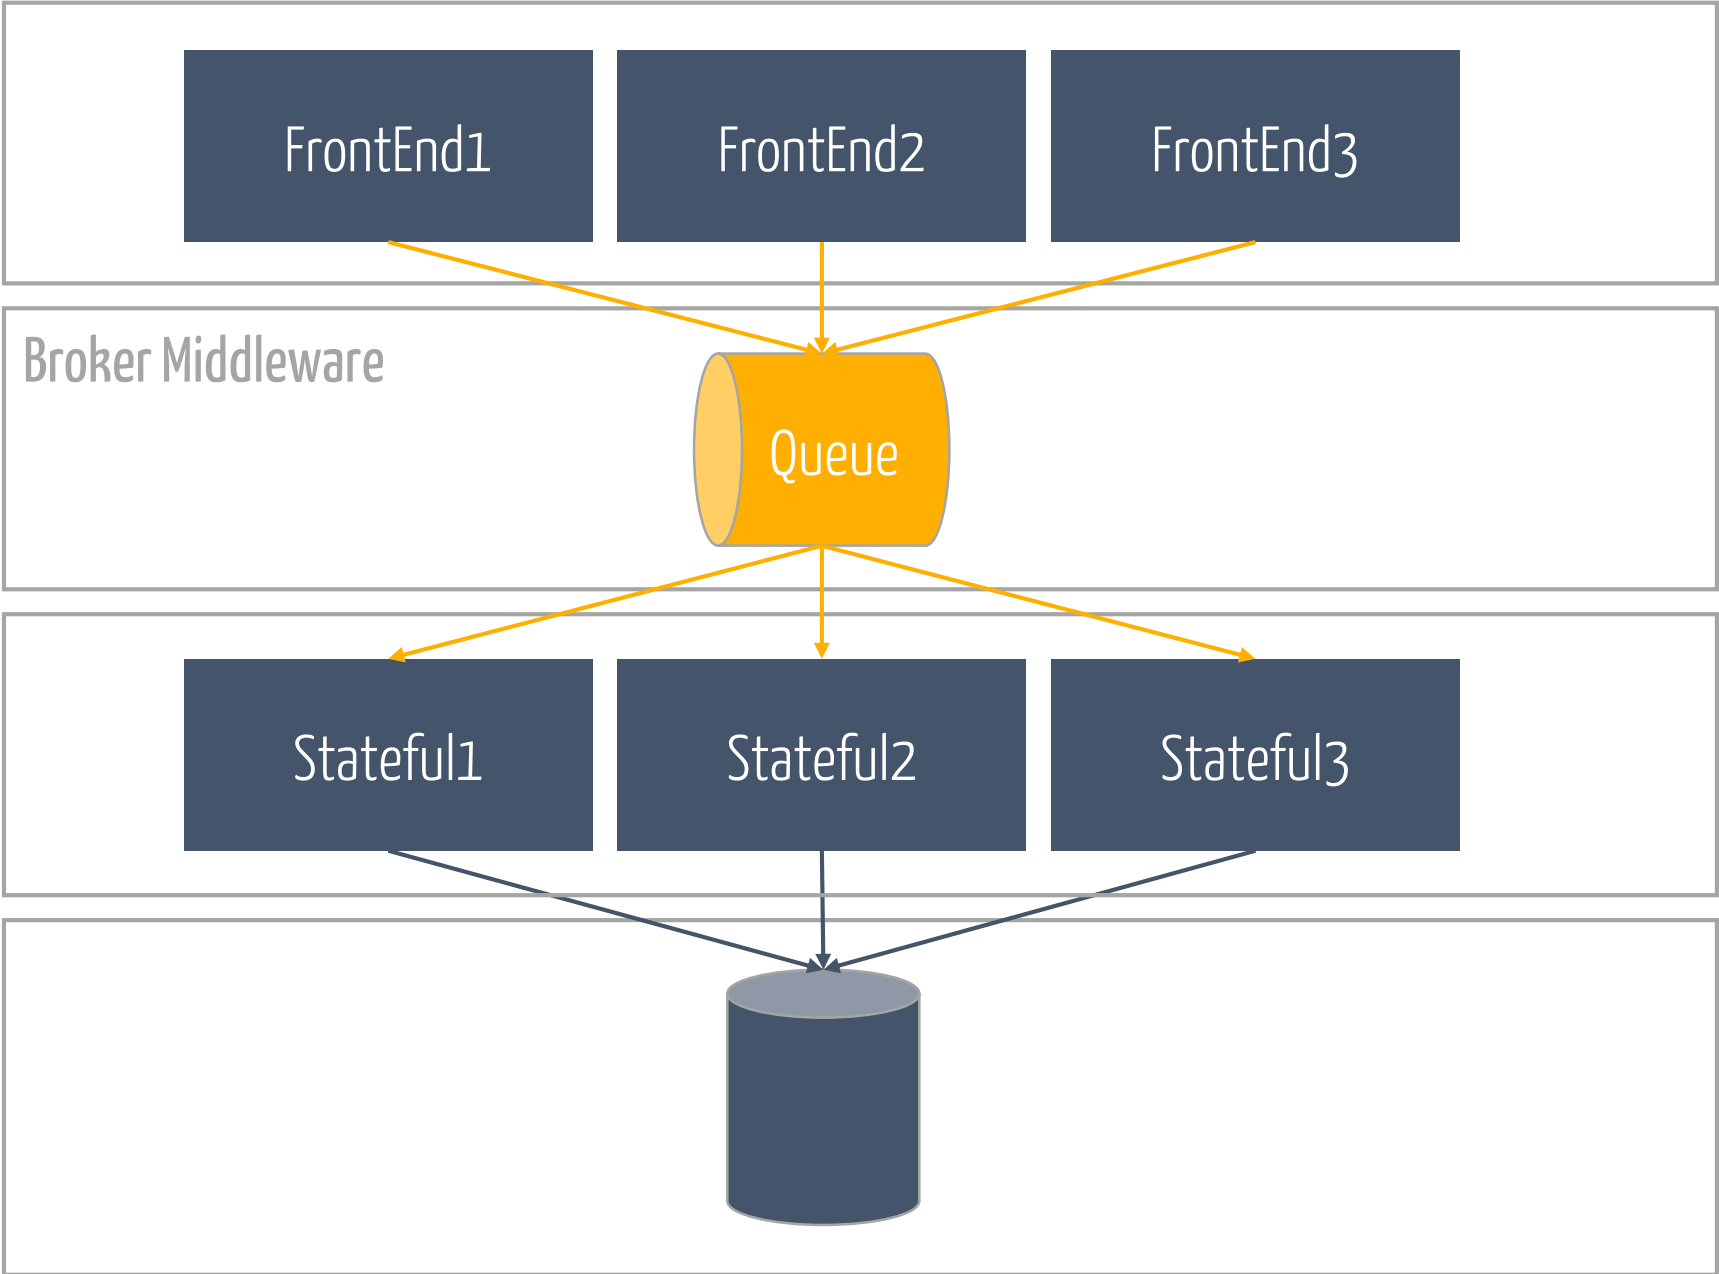 FrontEnd1
FrontEnd2
FrontEnd3
Broker Middleware
Queue
Stateful1
Stateful2
Stateful3